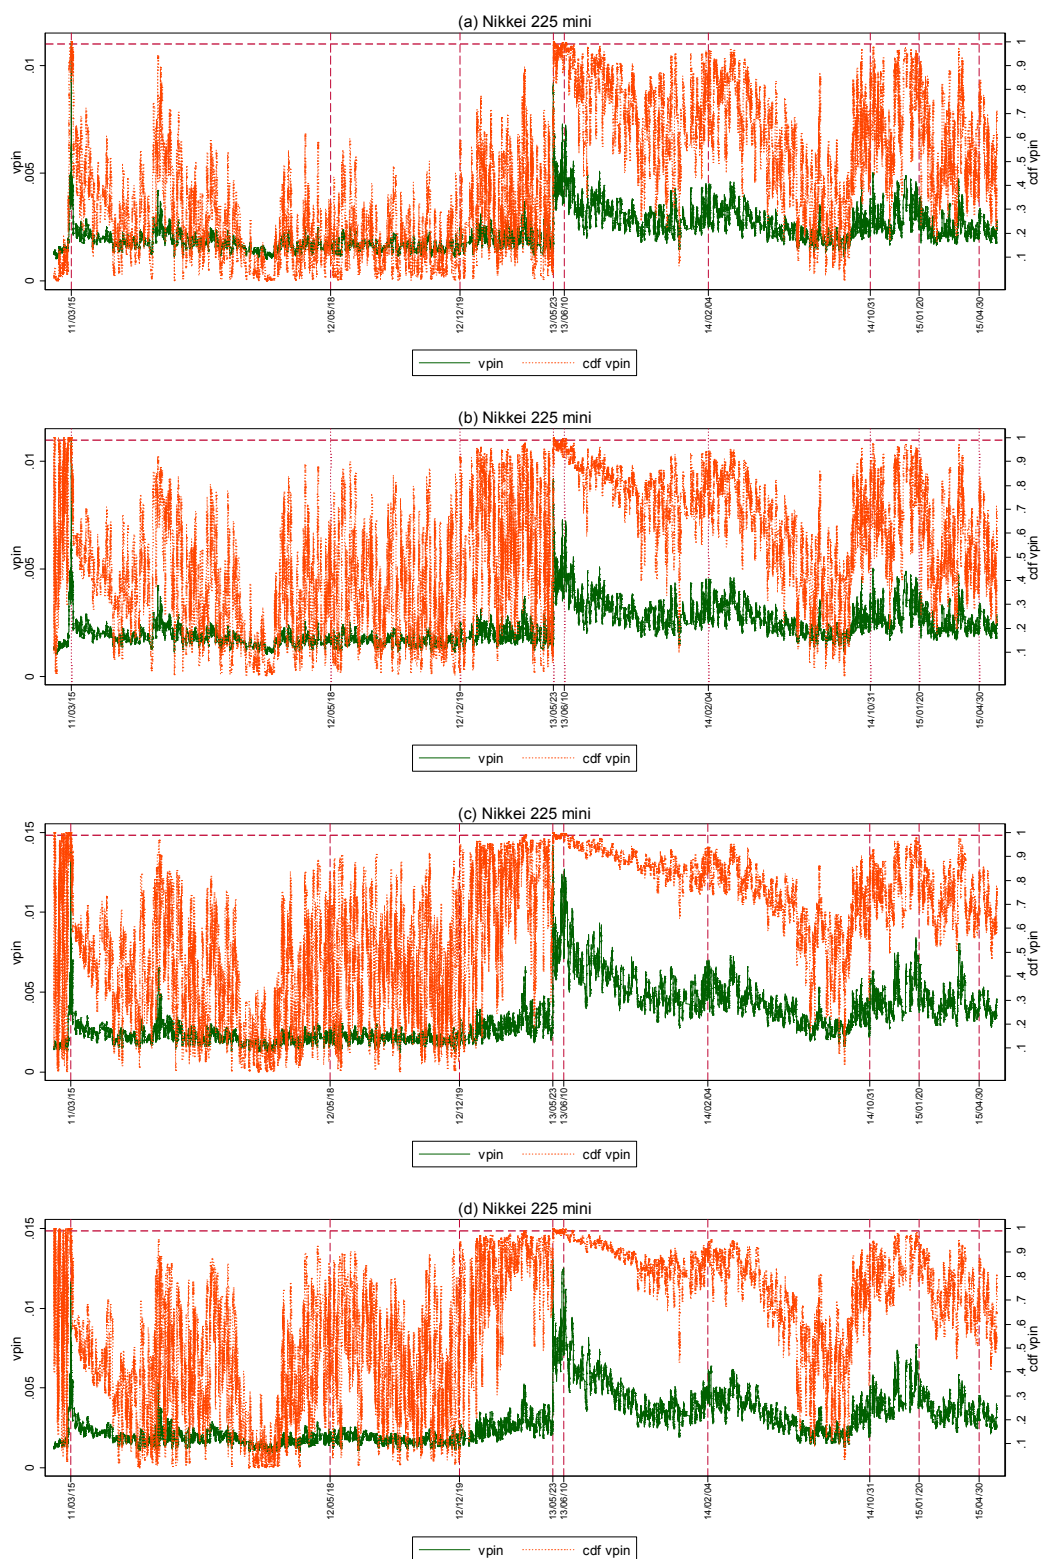 (a) Nikkei 225 mini
vpin
0 .005 .01
cdf vpin
.1 .2 .3 .4 .5 .6 .7 .8 .9 1
11/03/15 12/05/18 12/12/19 13/05/23 13/06/10 14/02/04 14/10/31 15/01/20 15/04/30
vpin cdf vpin
(b) Nikkei 225 mini
vpin
0 .005 .01
cdf vpin
.1 .2 .3 .4 .5 .6 .7 .8 .9 1
11/03/15 12/05/18 12/12/19 13/05/23 13/06/10 14/02/04 14/10/31 15/01/20 15/04/30
vpin cdf vpin
(c) Nikkei 225 mini
vpin
0 .005 .01 .015
cdf vpin
.1 .2 .3 .4 .5 .6 .7 .8 .9 1
11/03/15 12/05/18 12/12/19 13/05/23 13/06/10 14/02/04 14/10/31 15/01/20 15/04/30
vpin cdf vpin
(d) Nikkei 225 mini
vpin
0 .005 .01 .015
cdf vpin
.1 .2 .3 .4 .5 .6 .7 .8 .9 1
11/03/15 12/05/18 12/12/19 13/05/23 13/06/10 14/02/04 14/10/31 15/01/20 15/04/30
vpin cdf vpin